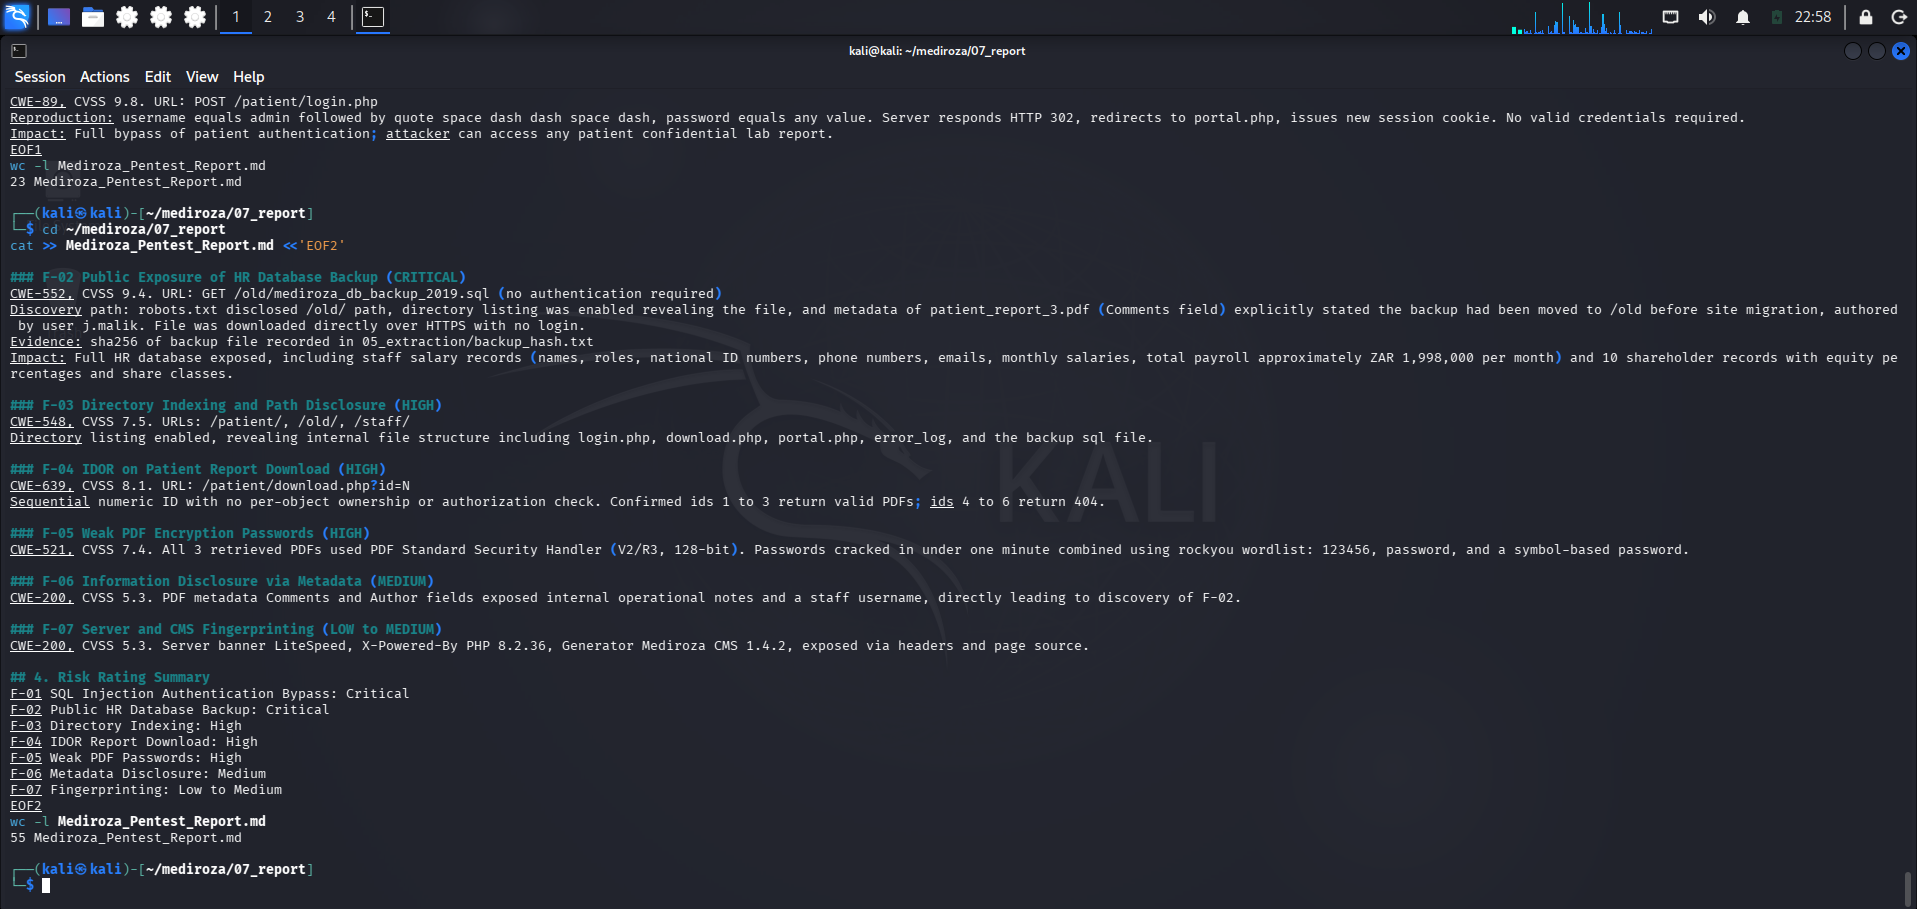 1 2 3 4 22:58
kali@kali: ~/mediroza/07_report
Session Actions Edit View Help
CWE-89, CVSS 9.8. URL: POST /patient/login.php
Reproduction: username equals admin followed by quote space dash dash space dash, password equals any value. Server responds HTTP 302, redirects to portal.php, issues new session cookie. No valid credentials required.
Impact: Full bypass of patient authentication; attacker can access any patient confidential lab report.
EOF1
wc -l Mediroza_Pentest_Report.md
23 Mediroza_Pentest_Report.md
┌──(kali㉿kali)-[~/mediroza/07_report]
└─$ cd ~/mediroza/07_report
cat >> Mediroza_Pentest_Report.md <<'EOF2'
### F-02 Public Exposure of HR Database Backup (CRITICAL)
CWE-552, CVSS 9.4. URL: GET /old/mediroza_db_backup_2019.sql (no authentication required)
Discovery path: robots.txt disclosed /old/ path, directory listing was enabled revealing the file, and metadata of patient_report_3.pdf (Comments field) explicitly stated the backup had been moved to /old before site migration, authored
by user j.malik. File was downloaded directly over HTTPS with no login.
Evidence: sha256 of backup file recorded in 05_extraction/backup_hash.txt
Impact: Full HR database exposed, including staff salary records (names, roles, national ID numbers, phone numbers, emails, monthly salaries, total payroll approximately ZAR 1,998,000 per month) and 10 shareholder records with equity pe
rcentages and share classes.
### F-03 Directory Indexing and Path Disclosure (HIGH)
CWE-548, CVSS 7.5. URLs: /patient/, /old/, /staff/
Directory listing enabled, revealing internal file structure including login.php, download.php, portal.php, error_log, and the backup sql file.
### F-04 IDOR on Patient Report Download (HIGH)
CWE-639, CVSS 8.1. URL: /patient/download.php?id=N
Sequential numeric ID with no per-object ownership or authorization check. Confirmed ids 1 to 3 return valid PDFs; ids 4 to 6 return 404.
### F-05 Weak PDF Encryption Passwords (HIGH)
CWE-521, CVSS 7.4. All 3 retrieved PDFs used PDF Standard Security Handler (V2/R3, 128-bit). Passwords cracked in under one minute combined using rockyou wordlist: 123456, password, and a symbol-based password.
### F-06 Information Disclosure via Metadata (MEDIUM)
CWE-200, CVSS 5.3. PDF metadata Comments and Author fields exposed internal operational notes and a staff username, directly leading to discovery of F-02.
### F-07 Server and CMS Fingerprinting (LOW to MEDIUM)
CWE-200, CVSS 5.3. Server banner LiteSpeed, X-Powered-By PHP 8.2.36, Generator Mediroza CMS 1.4.2, exposed via headers and page source.
## 4. Risk Rating Summary
F-01 SQL Injection Authentication Bypass: Critical
F-02 Public HR Database Backup: Critical
F-03 Directory Indexing: High
F-04 IDOR Report Download: High
F-05 Weak PDF Passwords: High
F-06 Metadata Disclosure: Medium
F-07 Fingerprinting: Low to Medium
EOF2
wc -l Mediroza_Pentest_Report.md
55 Mediroza_Pentest_Report.md
┌──(kali㉿kali)-[~/mediroza/07_report]
└─$
KALI